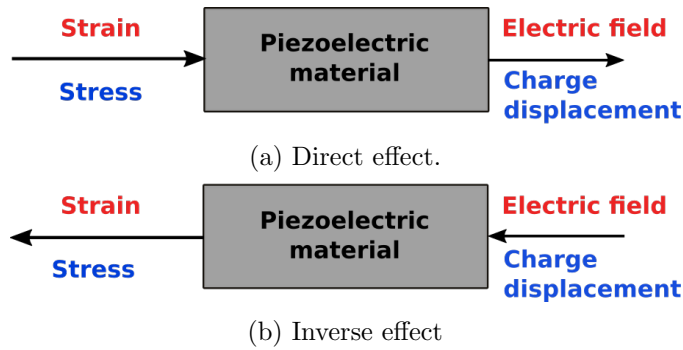 Strain
Stress
Piezoelectric
material
Electric field
Charge
displacement
(a) Direct effect.
Strain
Stress
Piezoelectric
material
Electric field
Charge
displacement
(b) Inverse effect